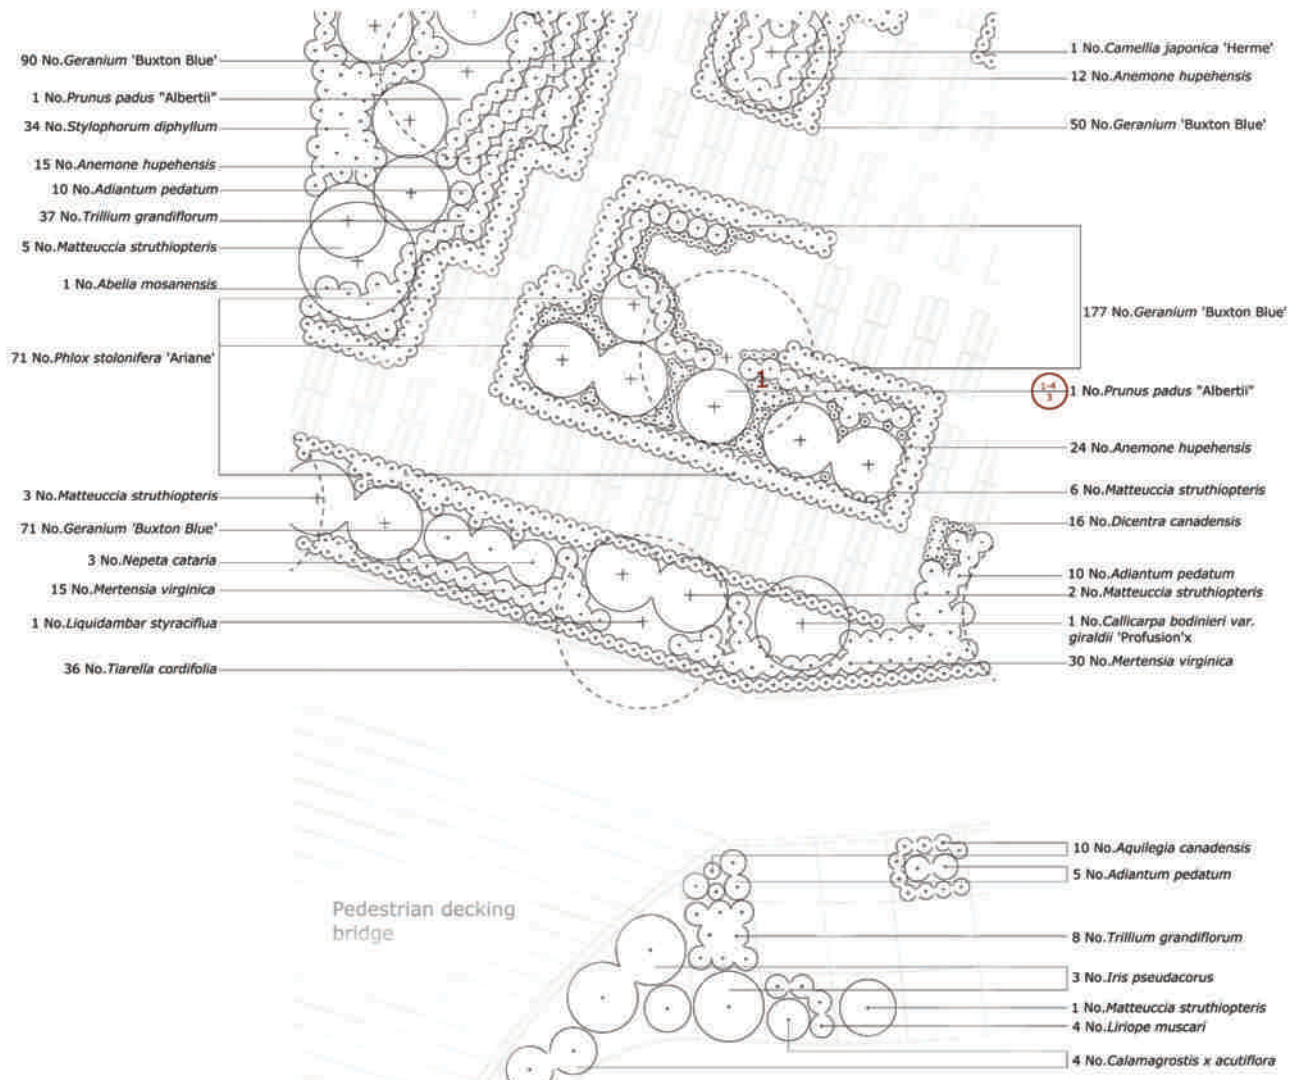 90 No.Geranium 'Buxton Blue'
1 No.Prunus padus "Albertii"
34 No.Stylophorum diphyllum
15 No.Anemone hupehensis
10 No.Adiantum pedatum
37 No.Trillium grandiflorum
5 No.Matteuccia struthiopteris
1 No.Abelia mosanensis
71 No.Phlox stolonifera 'Ariane'
3 No.Matteuccia struthiopteris
71 No.Geranium 'Buxton Blue'
3 No.Nepeta cataria
15 No.Mertensia virginica
1 No.Liquidambar styraciflua
36 No.Tiarella cordifolia
1 No.Camellia japonica 'Herme'
12 No.Anemone hupehensis
50 No.Geranium 'Buxton Blue'
177 No.Geranium 'Buxton Blue'
1
1-4
3
1 No.Prunus padus "Albertii"
24 No.Anemone hupehensis
6 No.Matteuccia struthiopteris
16 No.Dicentra canadensis
10 No.Adiantum pedatum
2 No.Matteuccia struthiopteris
1 No.Callicarpa bodinieri var.
giraldii 'Profusion'x
30 No.Mertensia virginica
Pedestrian decking
bridge
10 No.Aquilegia canadensis
5 No.Adiantum pedatum
8 No.Trillium grandiflorum
3 No.Iris pseudacorus
1 No.Matteuccia struthiopteris
4 No.Liriope muscari
4 No.Calamagrostis x acutiflora